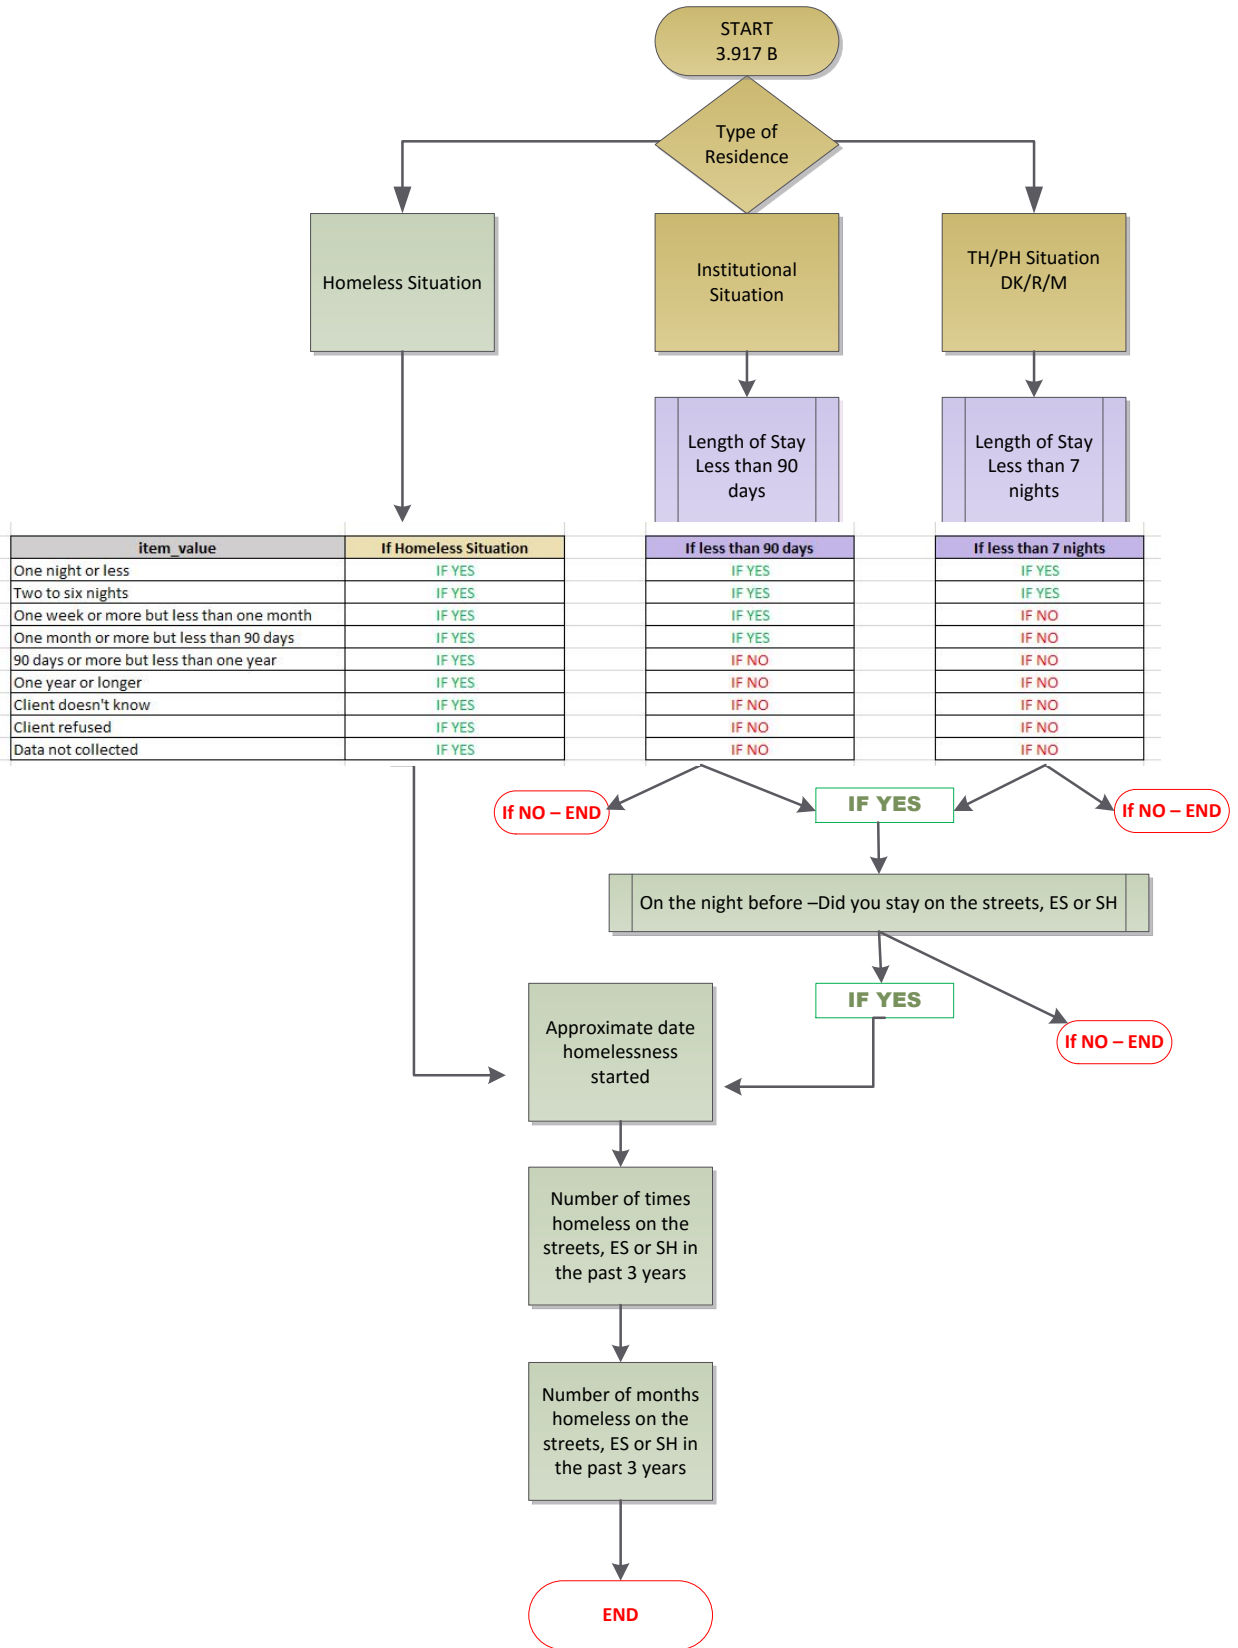 START
3.917 B
Type of
Residence
Homeless Situation
Institutional
Situation
TH/PH Situation
DK/R/M
Length of Stay
Less than 90
days
Length of Stay
Less than 7
nights
item_value If Homeless Situation If less than 90 days If less than 7 nights
One night or less IF YES IF YES IF YES
Two to six nights IF YES IF YES IF YES
One week or more but less than one month IF YES IF YES IF NO
One month or more but less than 90 days IF YES IF YES IF NO
90 days or more but less than one year IF YES IF NO IF NO
One year or longer IF YES IF NO IF NO
Client doesn't know IF YES IF NO IF NO
Client refused IF YES IF NO IF NO
Data not collected IF YES IF NO IF NO
If NO – END
IF YES
If NO – END
On the night before –Did you stay on the streets, ES or SH
IF YES
If NO – END
Approximate date
homelessness
started
Number of times
homeless on the
streets, ES or SH in
the past 3 years
Number of months
homeless on the
streets, ES or SH in
the past 3 years
END